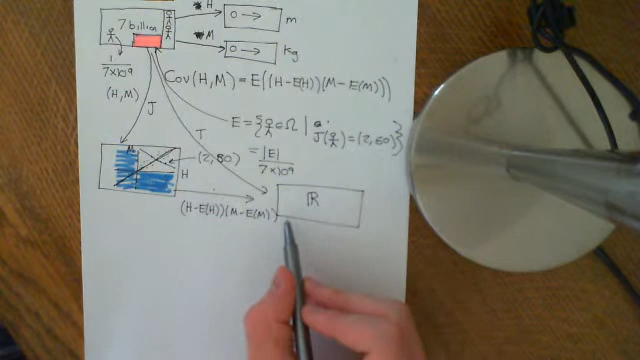 H
7 billion
0 → m
M
0 → kg
1/7×10⁹
Cov(H,M) = E((H-E(H))(M-E(M)))
(H,M)
J
J
E = {∈Ω |
J( ) = (2,80)}
(2,80)
= |E|/7×10⁹
H
ℝ
(H-E(H))(M-E(M))